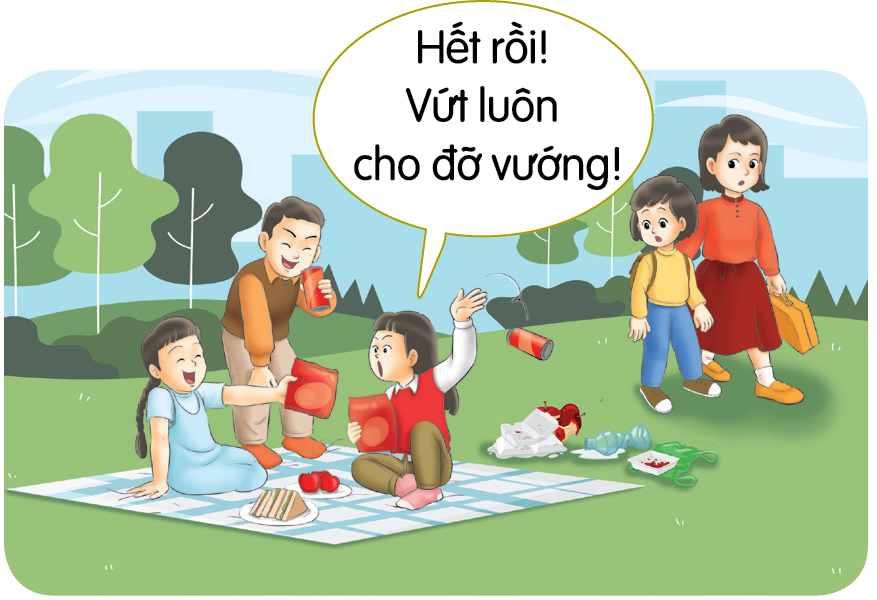 Hết rồi!
Vứt luôn
cho đỡ vướng!